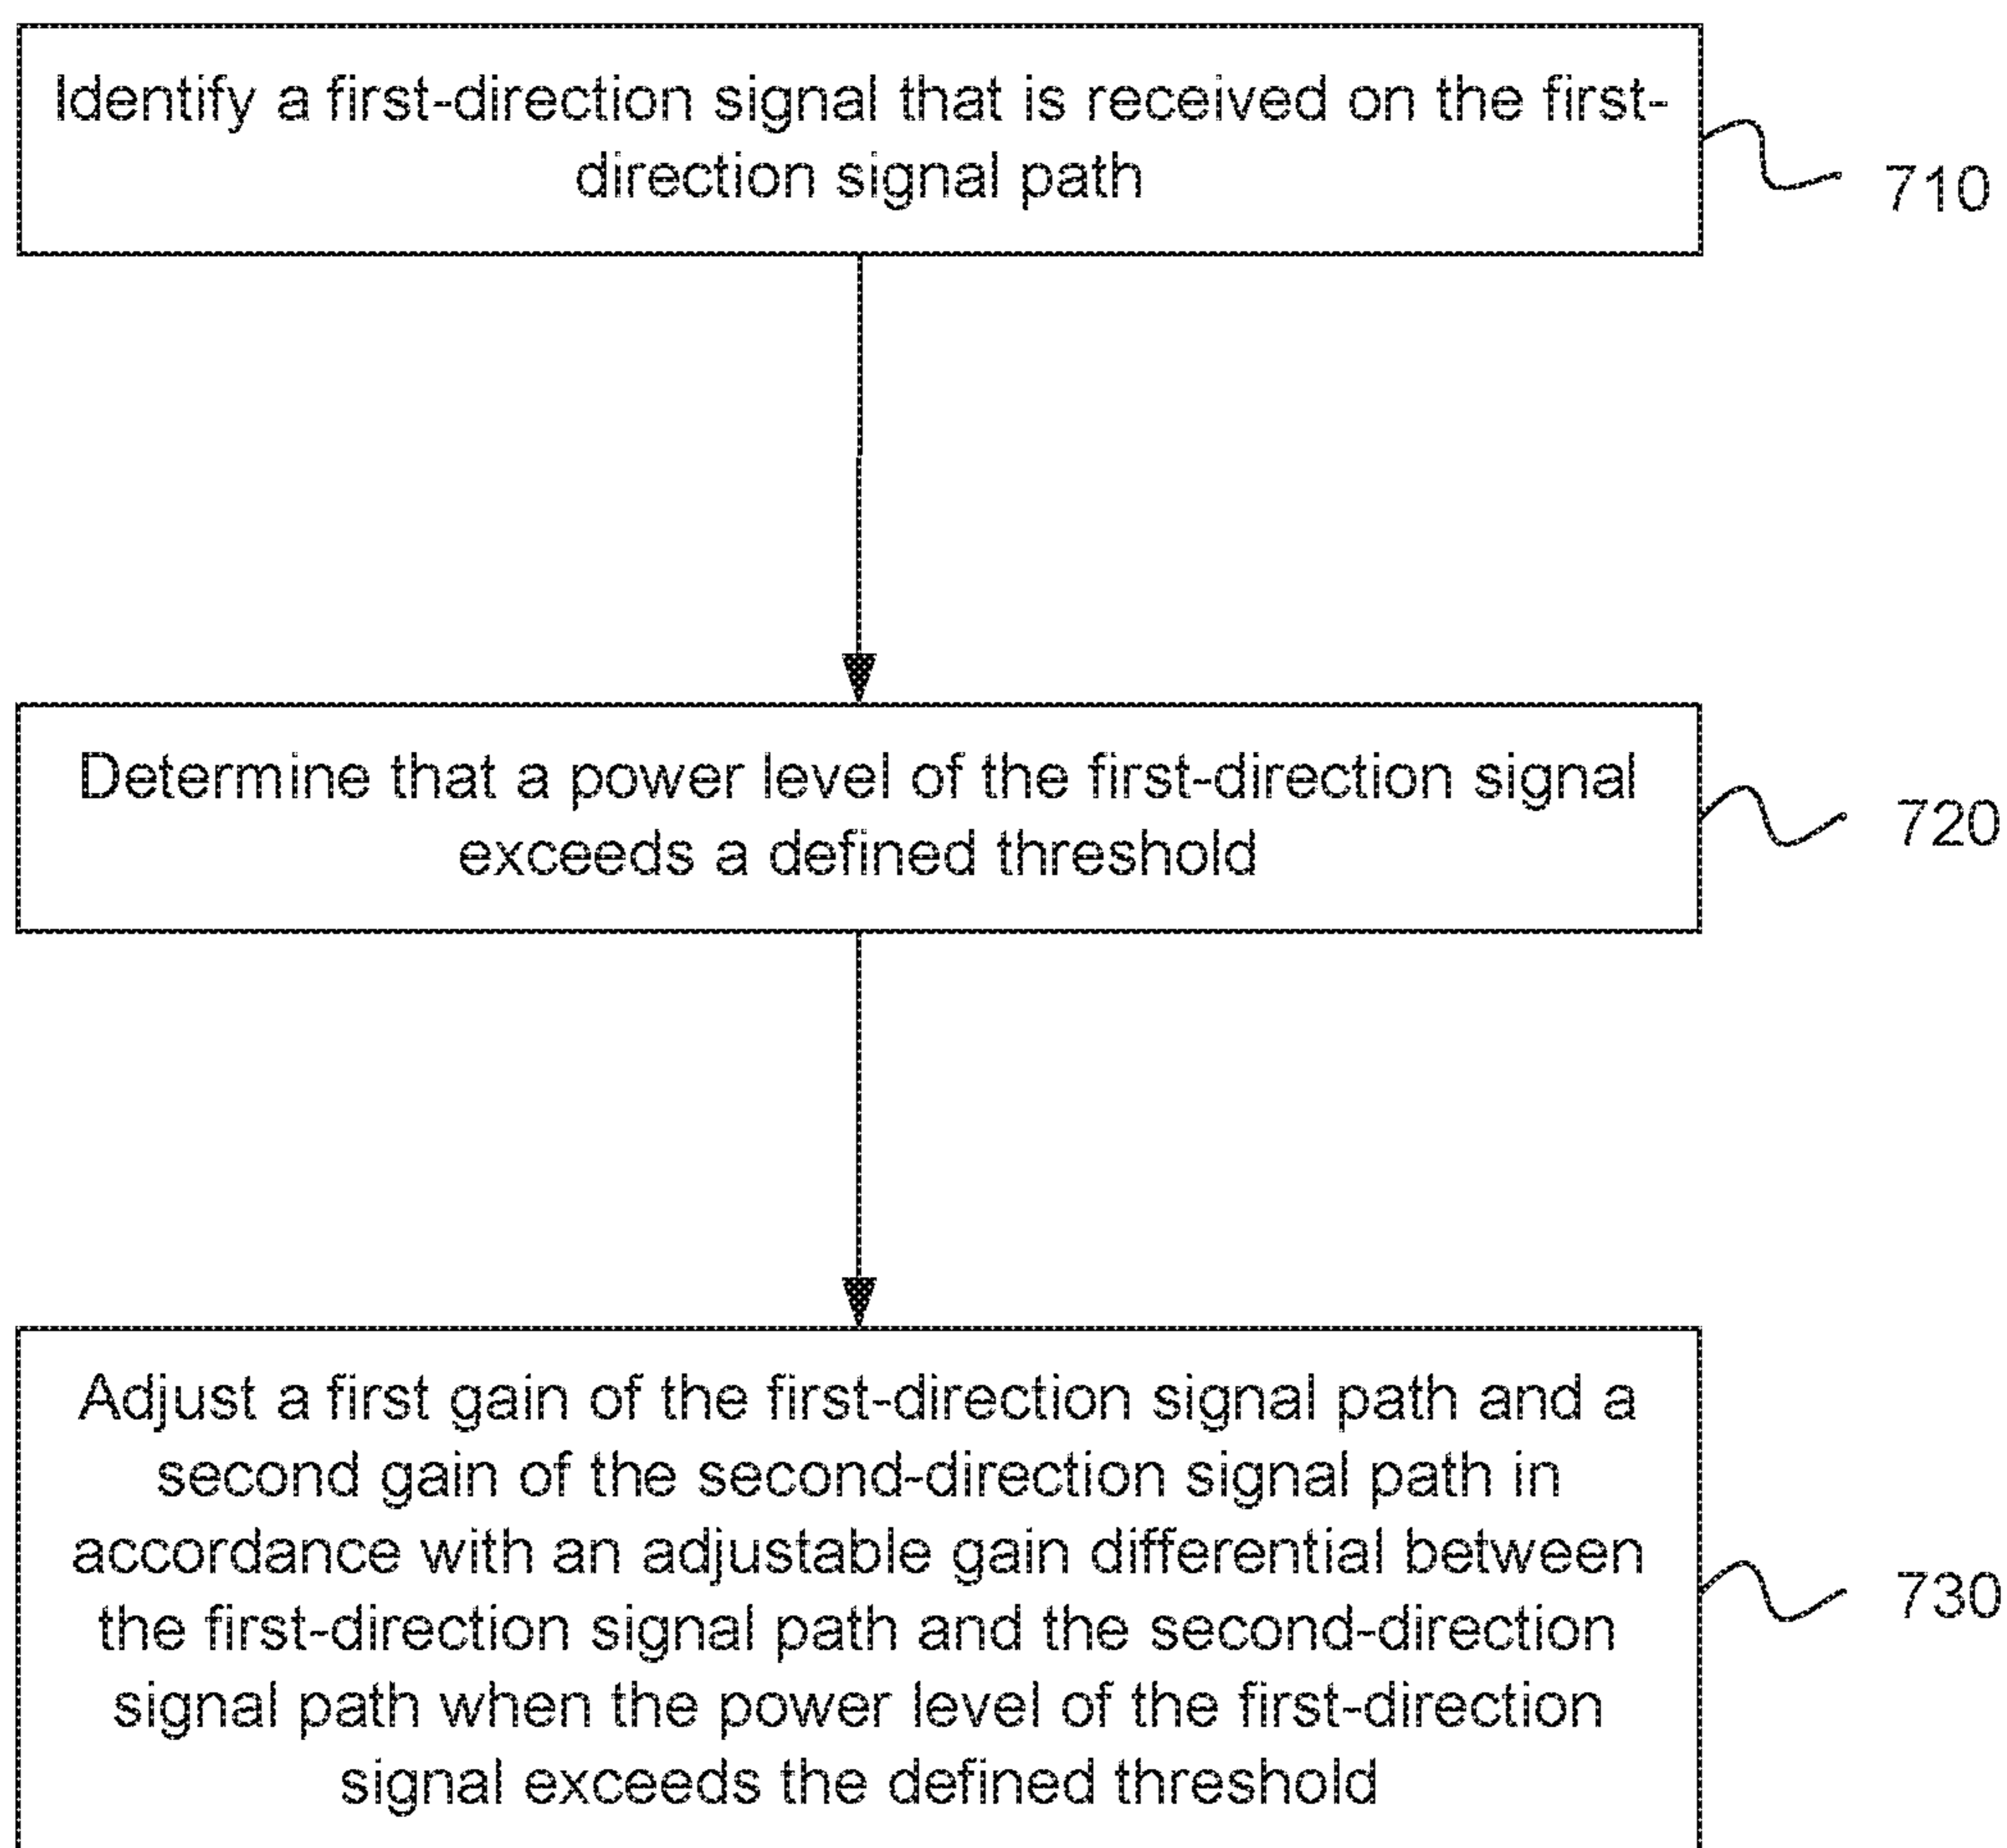 Identify a first-direction signal that is received on the first-
direction signal path
710
Determine that a power level of the first-direction signal
exceeds a defined threshold
720
Adjust a first gain of the first-direction signal path and a
second gain of the second-direction signal path in
accordance with an adjustable gain differential between
the first-direction signal path and the second-direction
signal path when the power level of the first-direction
signal exceeds the defined threshold
730